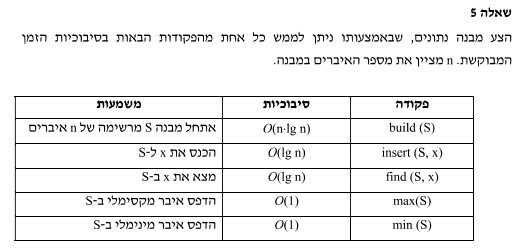 שאלה 5
הצע מבנה נתונים, שבאמצעותו ניתן לממש כל אחת מהפקודות הבאות בסיבוכיות הזמן
המבוקשת. n מציין את מספר האיברים במבנה.
פקודה סיבוכיות משמעות
build (S) O(n·lg n) אתחל מבנה S מרשימה של n איברים
insert (S, x) O(lg n) הכנס את x ל-S
find (S, x) O(lg n) מצא את x ב-S
max(S) O(1) הדפס איבר מקסימלי ב-S
min (S) O(1) הדפס איבר מינימלי ב-S